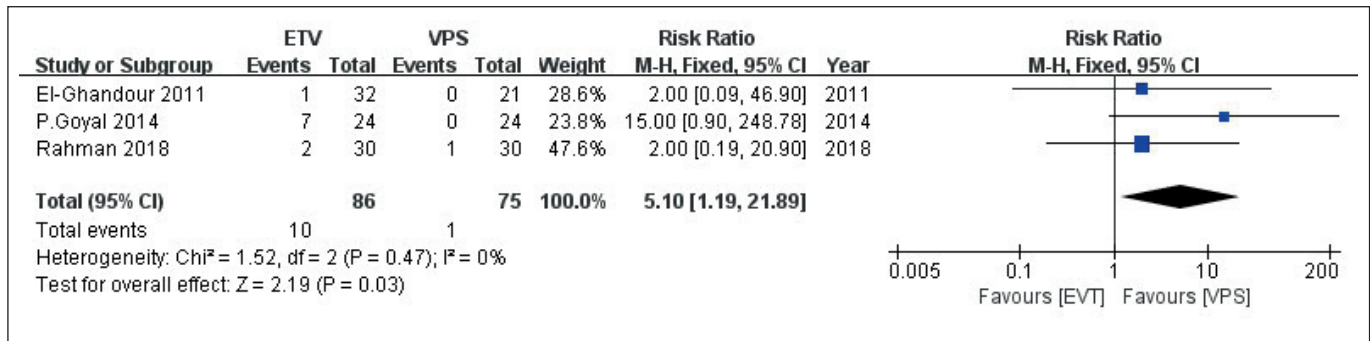 ETV VPS Risk Ratio Risk Ratio
Study or Subgroup Events Total Events Total Weight M-H, Fixed, 95% CI Year M-H, Fixed, 95% CI
El-Ghandour 2011 1 32 0 21 28.6% 2.00 [0.09, 46.90] 2011
P.Goyal 2014 7 24 0 24 23.8% 15.00 [0.90, 248.78] 2014
Rahman 2018 2 30 1 30 47.6% 2.00 [0.19, 20.90] 2018
Total (95% CI) 86 75 100.0% 5.10 [1.19, 21.89]
Total events 10 1
Heterogeneity: Chi² = 1.52, df = 2 (P = 0.47); I² = 0%
Test for overall effect: Z = 2.19 (P = 0.03)
0.005 0.1 1 10 200
Favours [EVT] Favours [VPS]